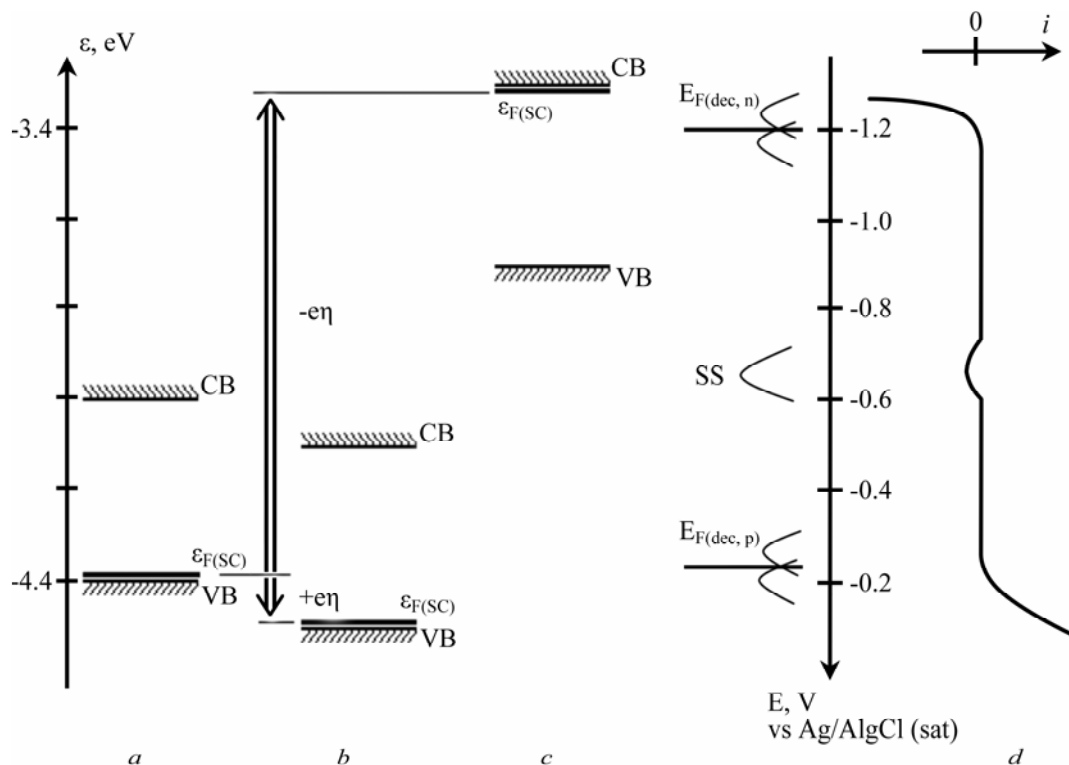 ε, eV
-3.4
-4.4
CB
εF(SC)
VB
-eη
+eη
CB
εF(SC)
VB
CB
εF(SC)
VB
EF(dec, n)
SS
EF(dec, p)
-1.2
-1.0
-0.8
-0.6
-0.4
-0.2
E, V
vs Ag/AlgCl (sat)
0
i
a
b
c
d